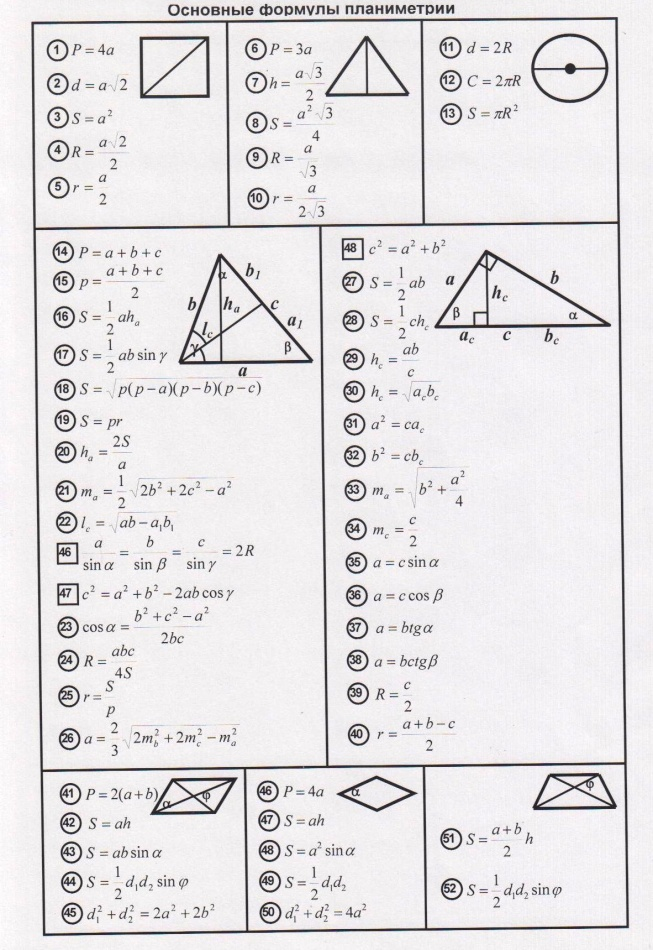 Основные формулы планиметрии
1 P = 4a
2 d = a√2
3 S = a²
4 R = a√2/2
5 r = a/2
6 P = 3a
7 h = a√3/2
8 S = a²√3/4
9 R = a/√3
10 r = a/2√3
11 d = 2R
12 C = 2πR
13 S = πR²
14 P = a + b + c
15 p = (a + b + c)/2
16 S = 1/2 ah_a
17 S = 1/2 ab sin γ
18 S = √(p(p − a)(p − b)(p − c))
19 S = pr
20 h_a = 2S/a
21 m_a = 1/2 √(2b² + 2c² − a²)
22 l_c = √(ab − a₁b₁)
46 a/sin α = b/sin β = c/sin γ = 2R
47 c² = a² + b² − 2ab cos γ
23 cos α = (b² + c² − a²)/2bc
24 R = abc/4S
25 r = S/p
26 a = 2/3 √(2m_b² + 2m_c² − m_a²)
α b₁
b h_a c
l_c a₁
γ β
a
48 c² = a² + b²
27 S = 1/2 ab
28 S = 1/2 ch_c
29 h_c = ab/c
30 h_c = √(a_c b_c)
31 a² = ca_c
32 b² = cb_c
33 m_a = √(b² + a²/4)
34 m_c = c/2
35 a = c sin α
36 a = c cos β
37 a = btgα
38 a = bctgβ
39 R = c/2
40 r = (a + b − c)/2
a h_c b
β α
a_c c b_c
41 P = 2(a + b)
42 S = ah
43 S = ab sin α
44 S = 1/2 d₁d₂ sin φ
45 d₁² + d₂² = 2a² + 2b²
α φ
46 P = 4a
47 S = ah
48 S = a² sin α
49 S = 1/2 d₁d₂
50 d₁² + d₂² = 4a²
α
φ
51 S = (a + b)/2 h
52 S = 1/2 d₁d₂ sin φ